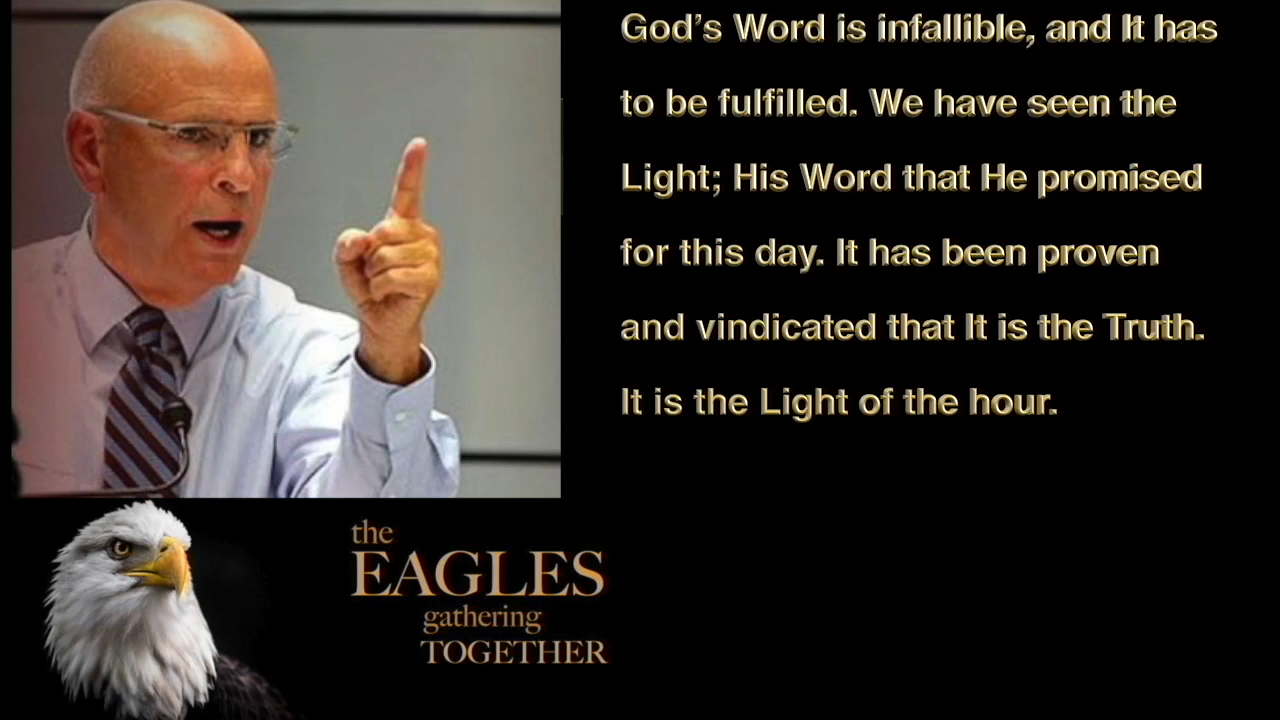 God’s Word is infallible, and It has
to be fulfilled. We have seen the
Light; His Word that He promised
for this day. It has been proven
and vindicated that It is the Truth.
It is the Light of the hour.
the
EAGLES
gathering
TOGETHER